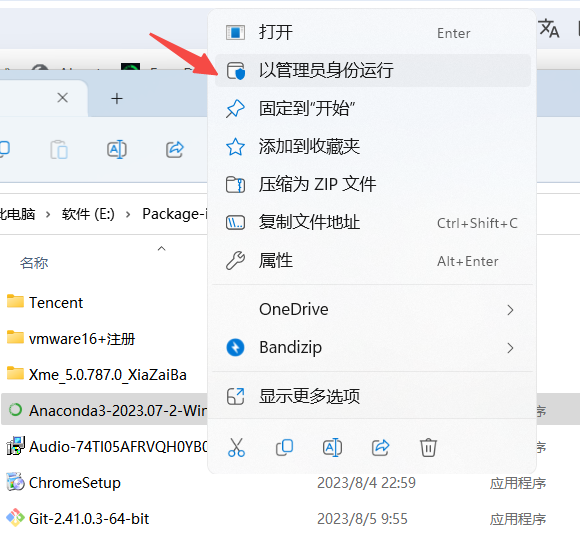 打开 Enter
以管理员身份运行
固定到“开始”
添加到收藏夹
压缩为 ZIP 文件
复制文件地址 Ctrl+Shift+C
属性 Alt+Enter
OneDrive
Bandizip
显示更多选项
此电脑 软件 (E:) Package-i
名称
Tencent
vmware16+注册
Xme_5.0.787.0_XiaZaiBa
Anaconda3-2023.07-2-Win 序
Audio-74TI05AFRVQH0YB0 序
ChromeSetup 2023/8/4 22:59 应用程序
Git-2.41.0.3-64-bit 2023/8/5 9:55 应用程序